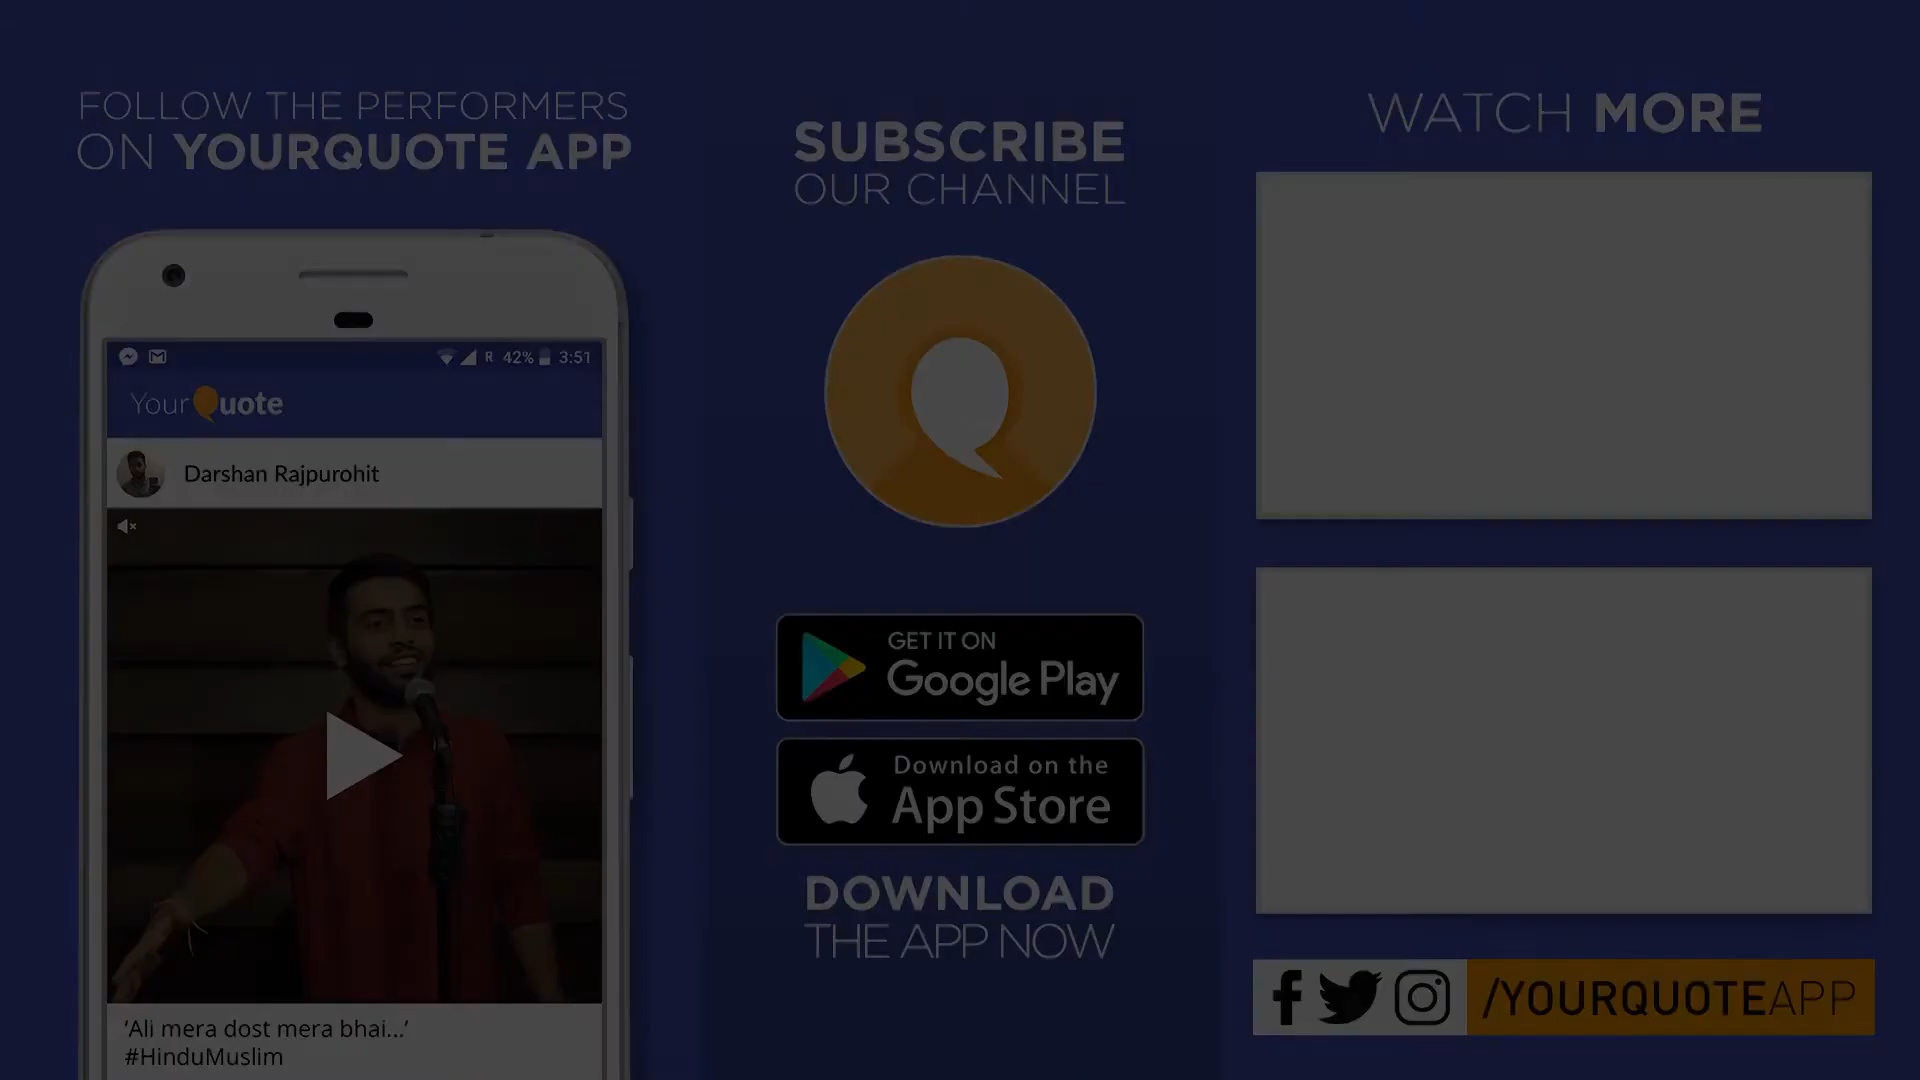 FOLLOW THE PERFORMERS
ON YOURQUOTE APP
R 42% 3:51
YourQuote
Darshan Rajpurohit
'Ali mera dost mera bhai...'
#HinduMuslim
SUBSCRIBE
OUR CHANNEL
GET IT ON
Google Play
Download on the
App Store
DOWNLOAD
THE APP NOW
WATCH MORE
/YOURQUOTEAPP